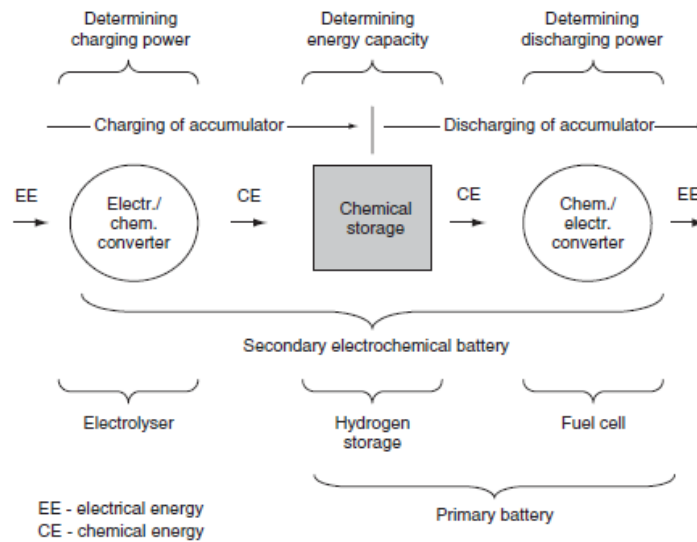 Determining
charging power
Determining
energy capacity
Determining
discharging power
Charging of accumulator
Discharging of accumulator
EE
Electr./
chem.
converter
CE
Chemical
storage
CE
Chem./
electr.
converter
EE
Secondary electrochemical battery
Electrolyser
Hydrogen
storage
Fuel cell
Primary battery
EE - electrical energy
CE - chemical energy